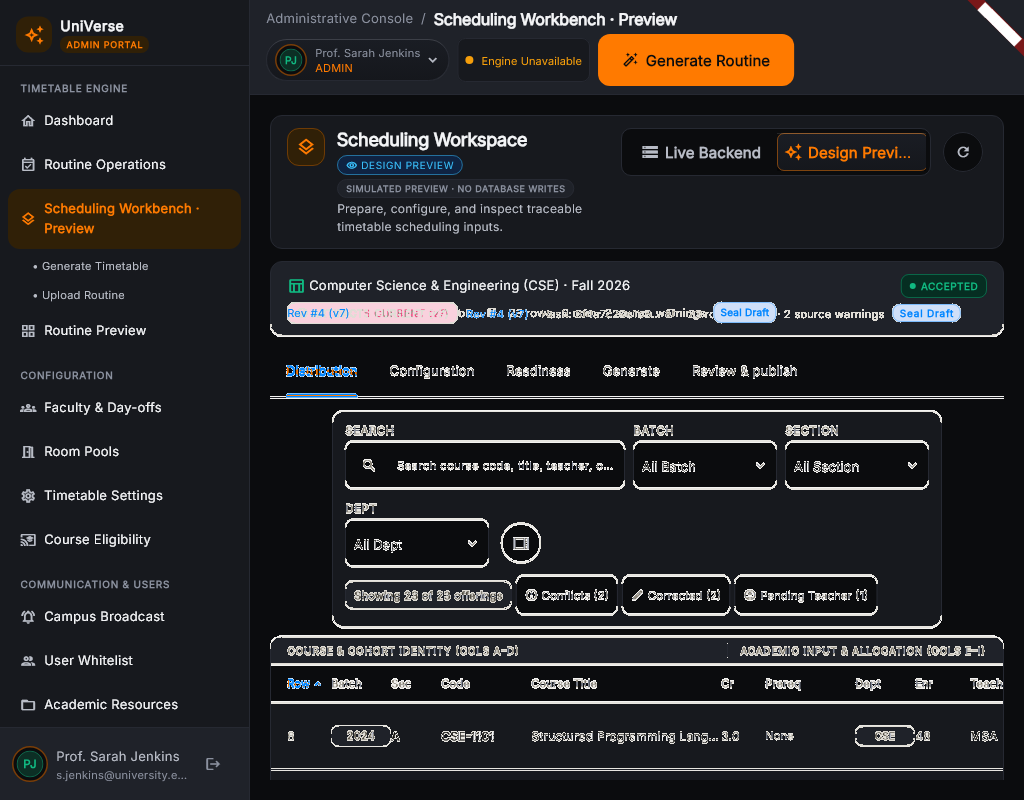 UniVerse
ADMIN PORTAL
TIMETABLE ENGINE
Dashboard
Routine Operations
Scheduling Workbench ·
Preview
• Generate Timetable
• Upload Routine
Routine Preview
CONFIGURATION
Faculty & Day-offs
Room Pools
Timetable Settings
Course Eligibility
COMMUNICATION & USERS
Campus Broadcast
User Whitelist
Academic Resources
PJ
Prof. Sarah Jenkins
s.jenkins@university.e...
Administrative Console / Scheduling Workbench · Preview
PJ
Prof. Sarah Jenkins
ADMIN
Engine Unavailable
Generate Routine
Scheduling Workspace
DESIGN PREVIEW
SIMULATED PREVIEW · NO DATABASE WRITES
Prepare, configure, and inspect traceable
timetable scheduling inputs.
Live Backend
Design Previ...
Computer Science & Engineering (CSE) · Fall 2026
ACCEPTED
Rev #4 (v7)
Seal Draft
· 2 source warnings
Seal Draft
Distribution
Configuration
Readiness
Generate
Review & publish
SEARCH
BATCH
SECTION
Search course code, title, teacher, o...
All Batch
All Section
DEPT
All Dept
Showing 23 of 23 offerings
Conflicts (2)
Corrected (2)
Pending Teacher (1)
COURSE & COHORT IDENTITY (COLS A-D)
ACADEMIC INPUT & ALLOCATION (COLS E-I)
Row Batch Sec Code Course Title Cr Prereq Dept Enr Teach
2024 A CSE-1101 Structured Programming Lang... 3.0 None CSE 48 MSA